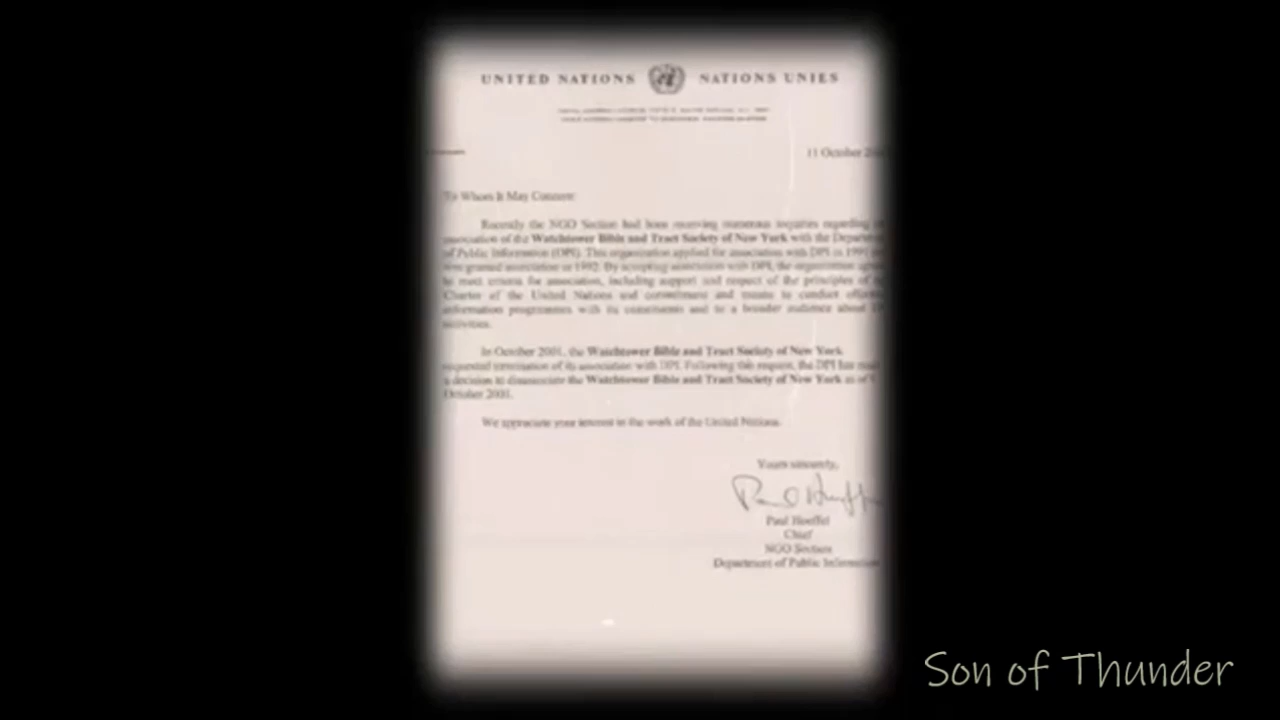 UNITED NATIONS NATIONS UNIES
11 October
To Whom It May Concern:
Recently the NGO Section had been receiving numerous inquiries regarding
association of the Watchtower Bible and Tract Society of New York with the
of Public Information (DPI). This organization applied for association with DPI in 1991
was granted association in 1992. By accepting association with DPI, the organization
to meet criteria for association, including support and respect of the principles of
Charter of the United Nations and commitment and means to conduct
information programmes with its constituents and to a broader audience about
activities.
In October 2001, the Watchtower Bible and Tract Society of New York
requested termination of its association with DPI. Following this request, the DPI has
a decision to disassociate the Watchtower Bible and Tract Society of New York as of
October 2001.
We appreciate your interest in the work of the United Nations.
Yours sincerely,
Paul Hoeffel
Chief
NGO Section
Department of Public Information
Son of Thunder